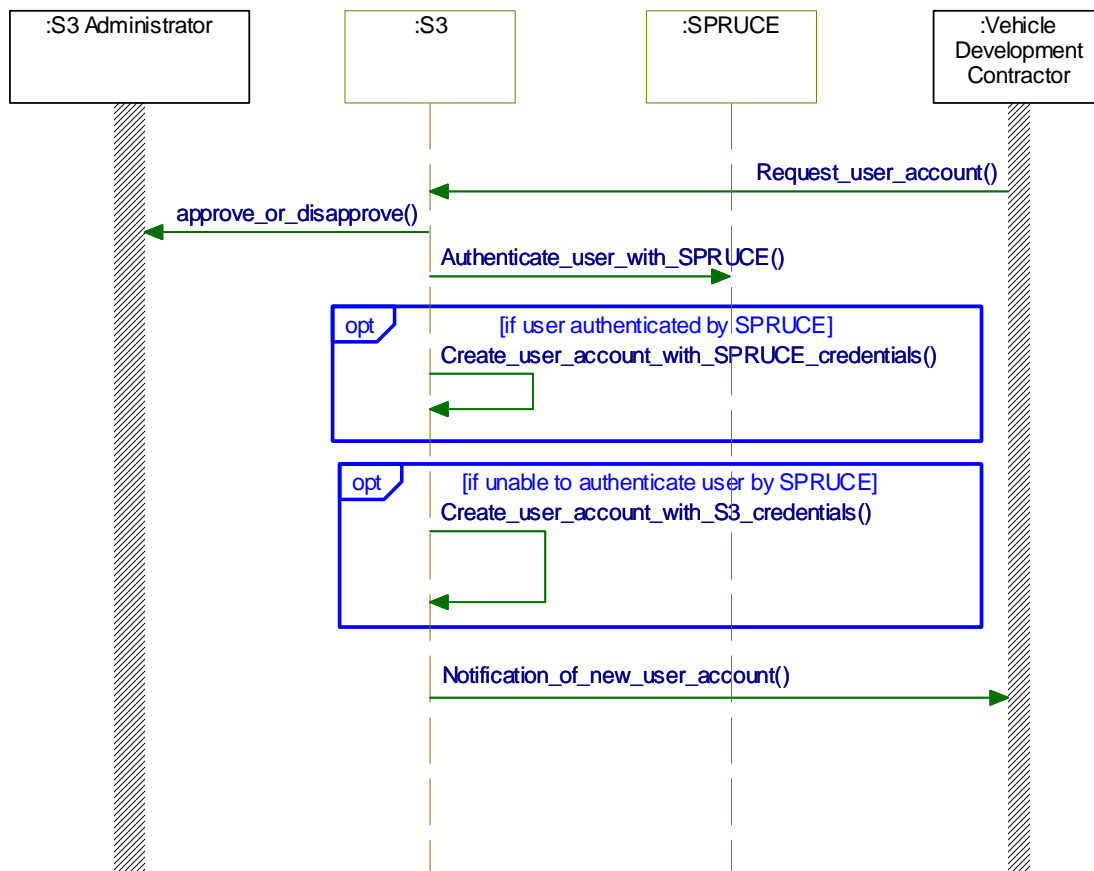 :S3 Administrator
:S3
:SPRUCE
:Vehicle
Development
Contractor
Request_user_account()
approve_or_disapprove()
Authenticate_user_with_SPRUCE()
opt
[if user authenticated by SPRUCE]
Create_user_account_with_SPRUCE_credentials()
opt
[if unable to authenticate user by SPRUCE]
Create_user_account_with_S3_credentials()
Notification_of_new_user_account()